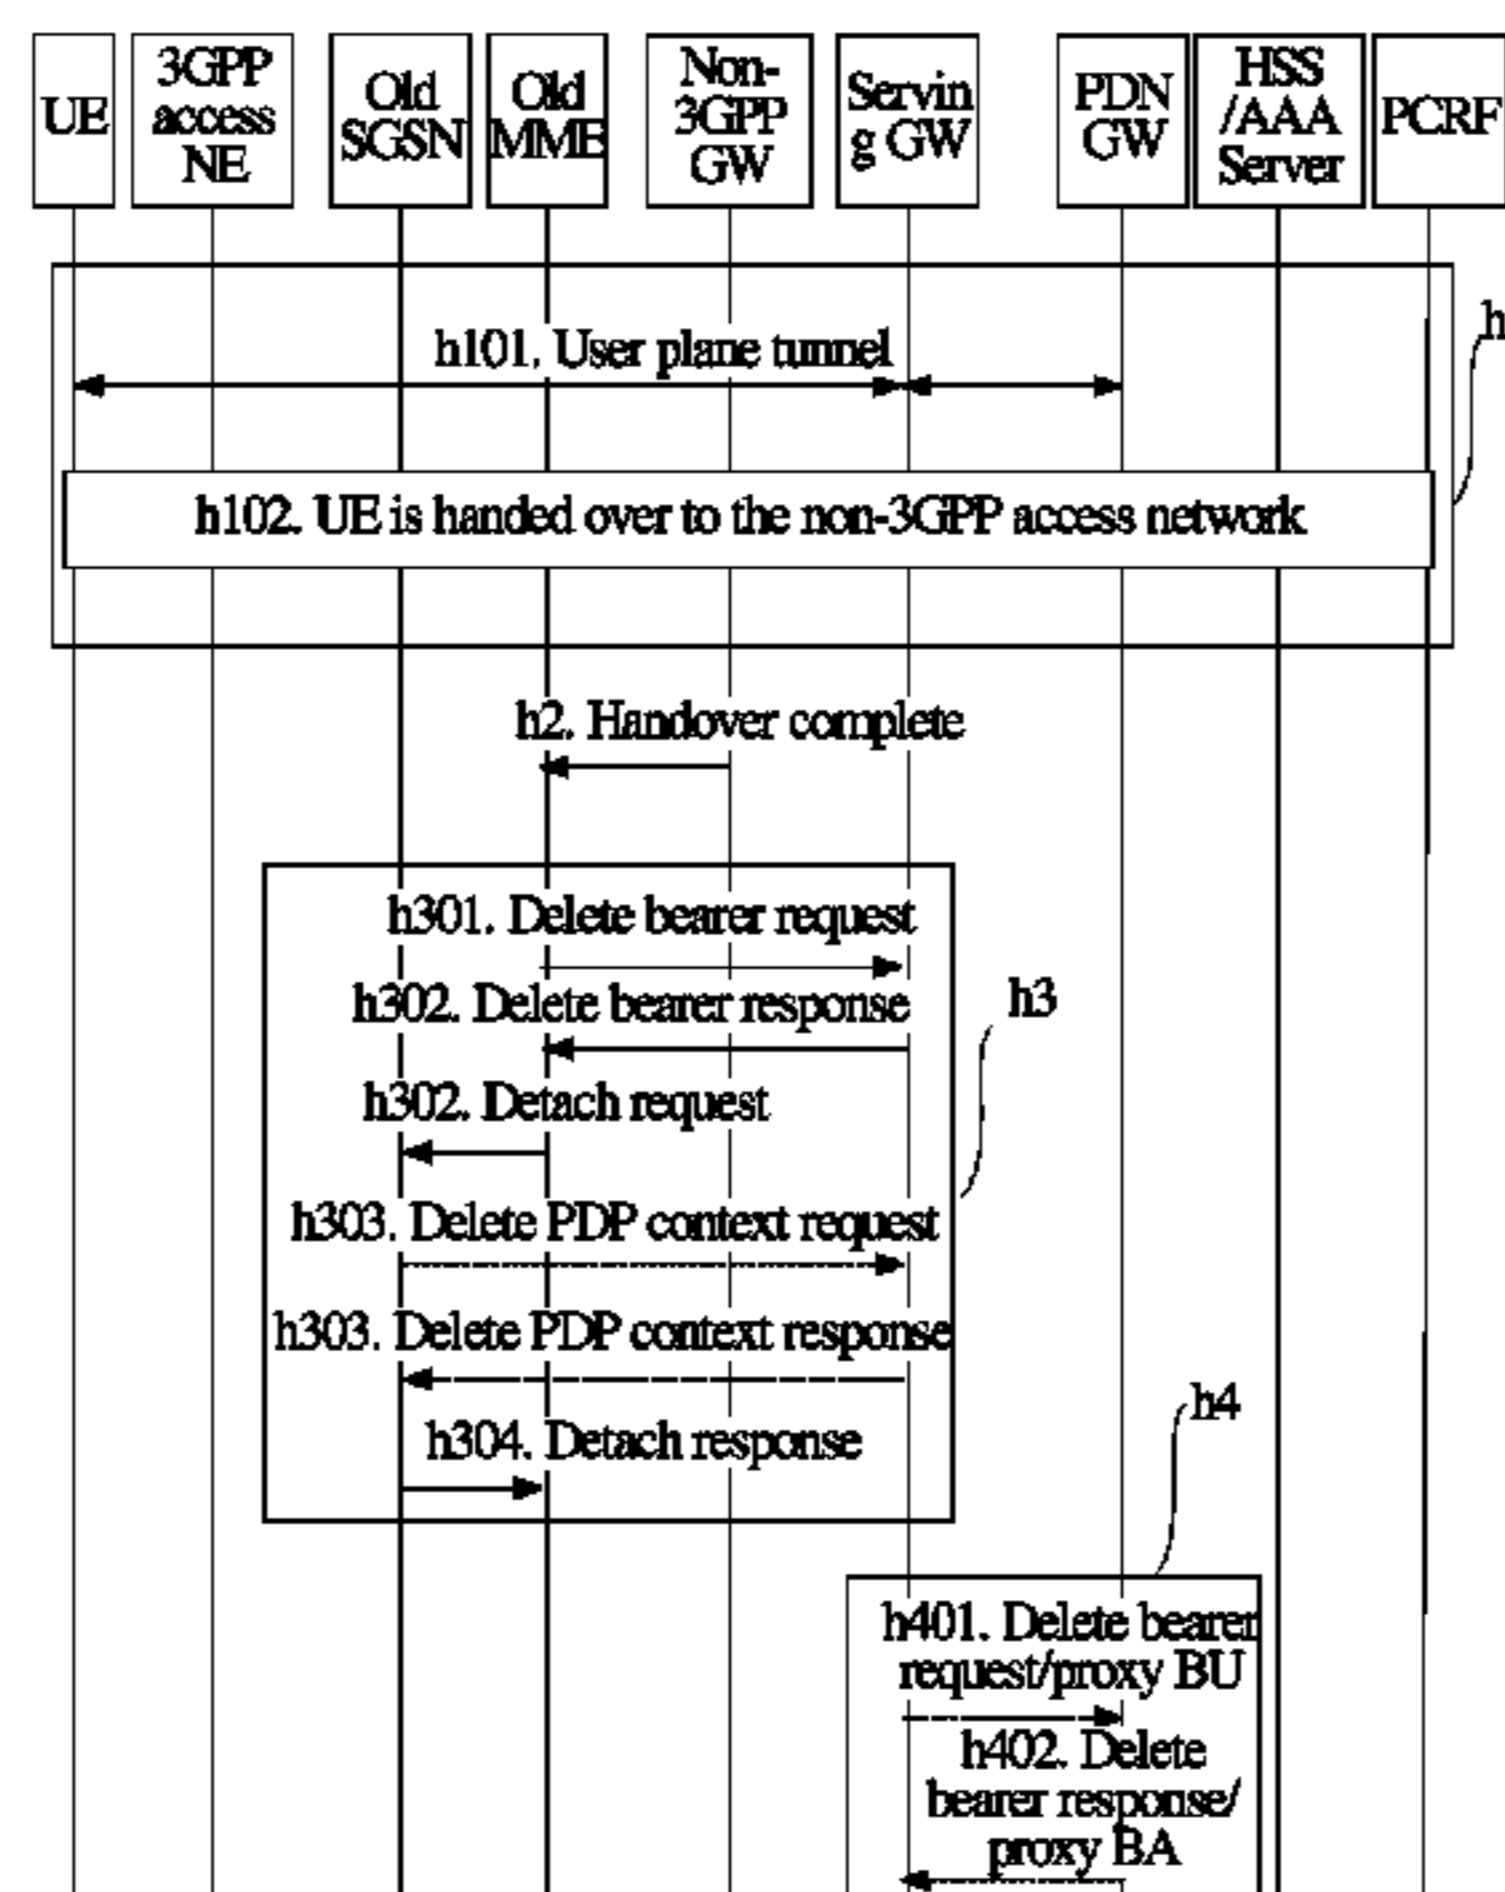 UE
3GPP
access
NE
Old
SGSN
Old
MME
Non-
3GPP
GW
Servin
g GW
PDN
GW
HSS
/AAA
Server
PCRF
h101. User plane tunnel
h
h102. UE is handed over to the non-3GPP access network
h2. Handover complete
h301. Delete bearer request
h302. Delete bearer response
h3
h302. Detach request
h303. Delete PDP context request
h303. Delete PDP context response
h304. Detach response
h4
h401. Delete bearer
request/proxy BU
h402. Delete
bearer response/
proxy BA